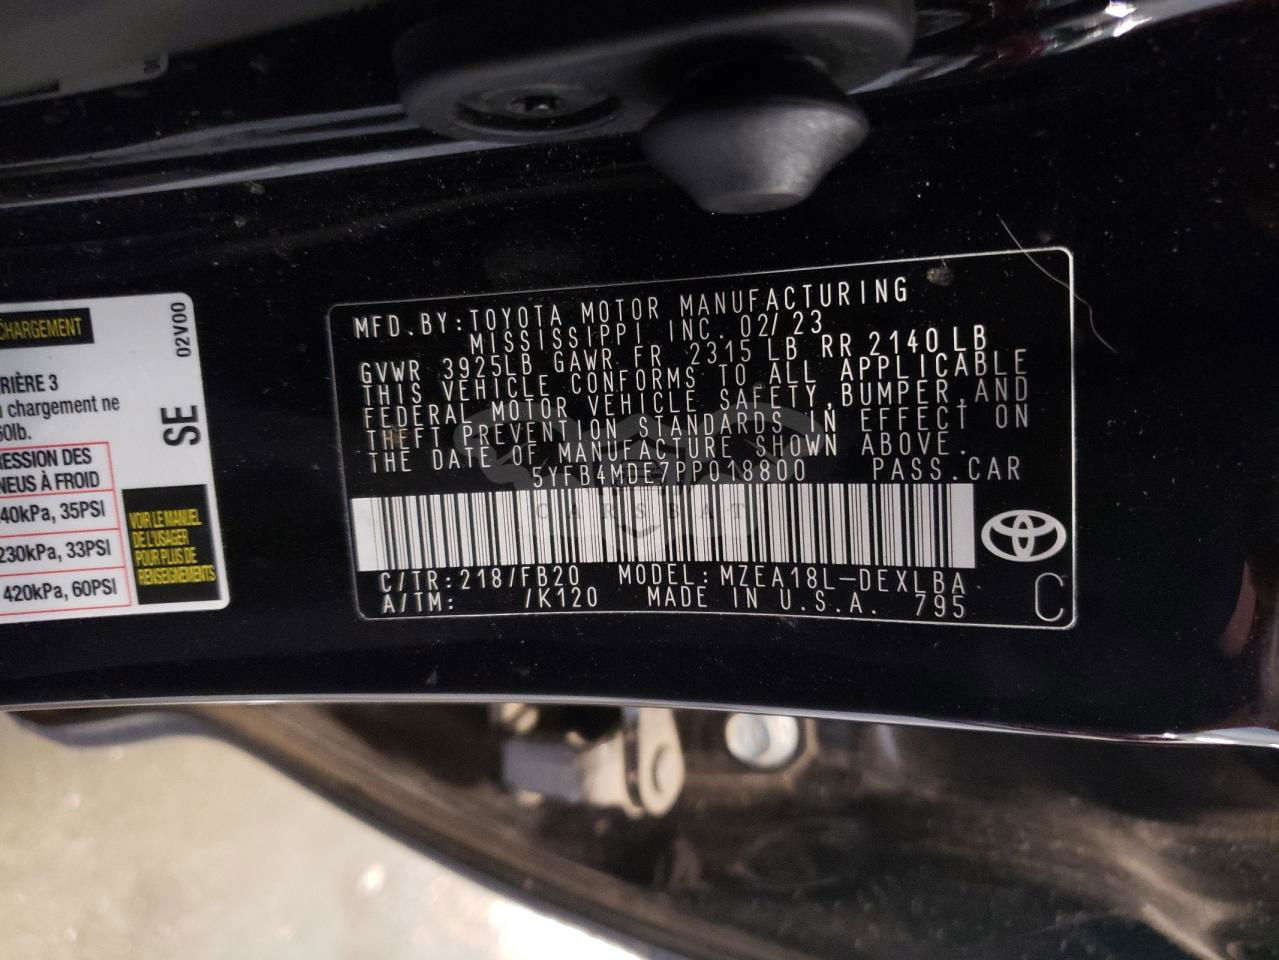 CHARGEMENT
RIÈRE 3
chargement ne
60lb.
ESSION DES
NEUS À FROID
40kPa, 35PSI
230kPa, 33PSI
420kPa, 60PSI
02V00
SE
VOIR LE MANUEL
DE L'USAGER
POUR PLUS DE
RENSEIGNEMENTS
MFD.BY:TOYOTA MOTOR MANUFACTURING
MISSISSIPPI INC. 02/23
GVWR 3925LB GAWR FR 2315 LB RR 2140LB
THIS VEHICLE CONFORMS TO ALL APPLICABLE
FEDERAL MOTOR VEHICLE SAFETY,BUMPER,AND
THEFT PREVENTION STANDARDS IN EFFECT ON
THE DATE OF MANUFACTURE SHOWN ABOVE.
5YFB4MDE7PP018800 PASS.CAR
CARSBAT
C/TR:218/FB20 MODEL:MZEA18L-DEXLBA
A/TM: /K120 MADE IN U.S.A. 795
C